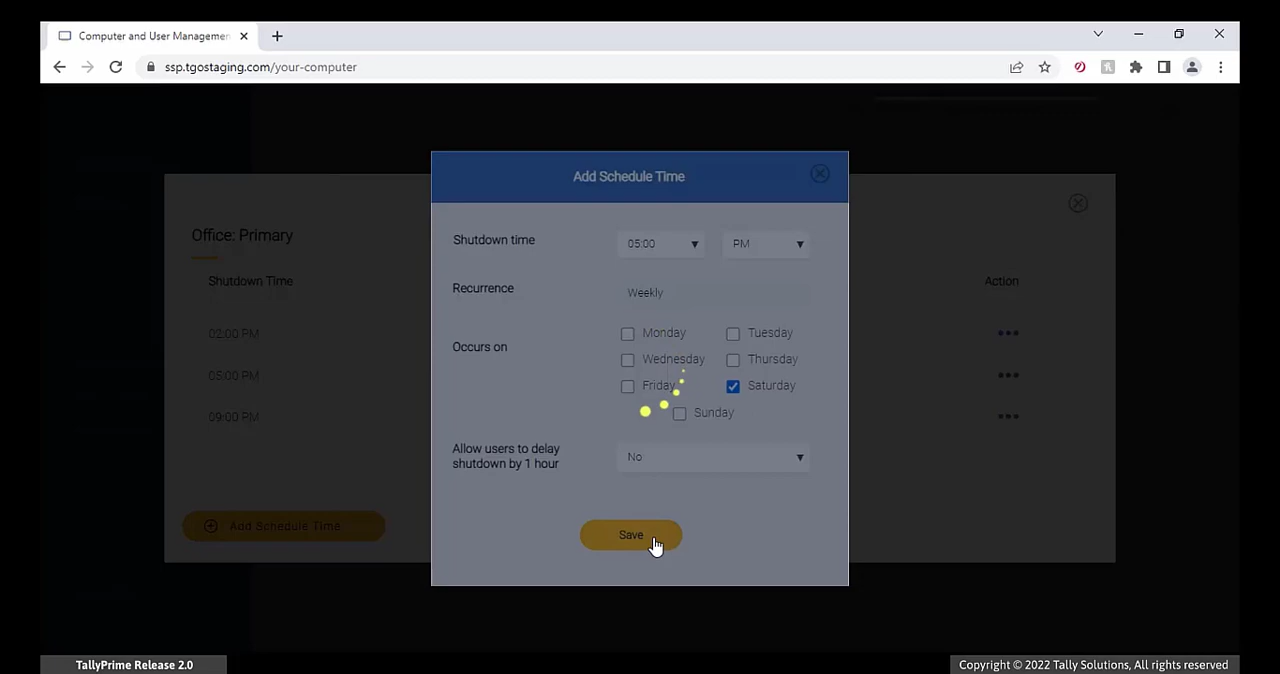 Computer and User Managemen
ssp.tgostaging.com/your-computer
Add Schedule Time
Office: Primary
Shutdown Time
Action
02:00 PM
05:00 PM
09:00 PM
Add Schedule Time
Shutdown time
05:00
PM
Recurrence
Weekly
Occurs on
Monday
Tuesday
Wednesday
Thursday
Friday
Saturday
Sunday
Allow users to delay
shutdown by 1 hour
No
Save
TallyPrime Release 2.0
Copyright © 2022 Tally Solutions, All rights reserved